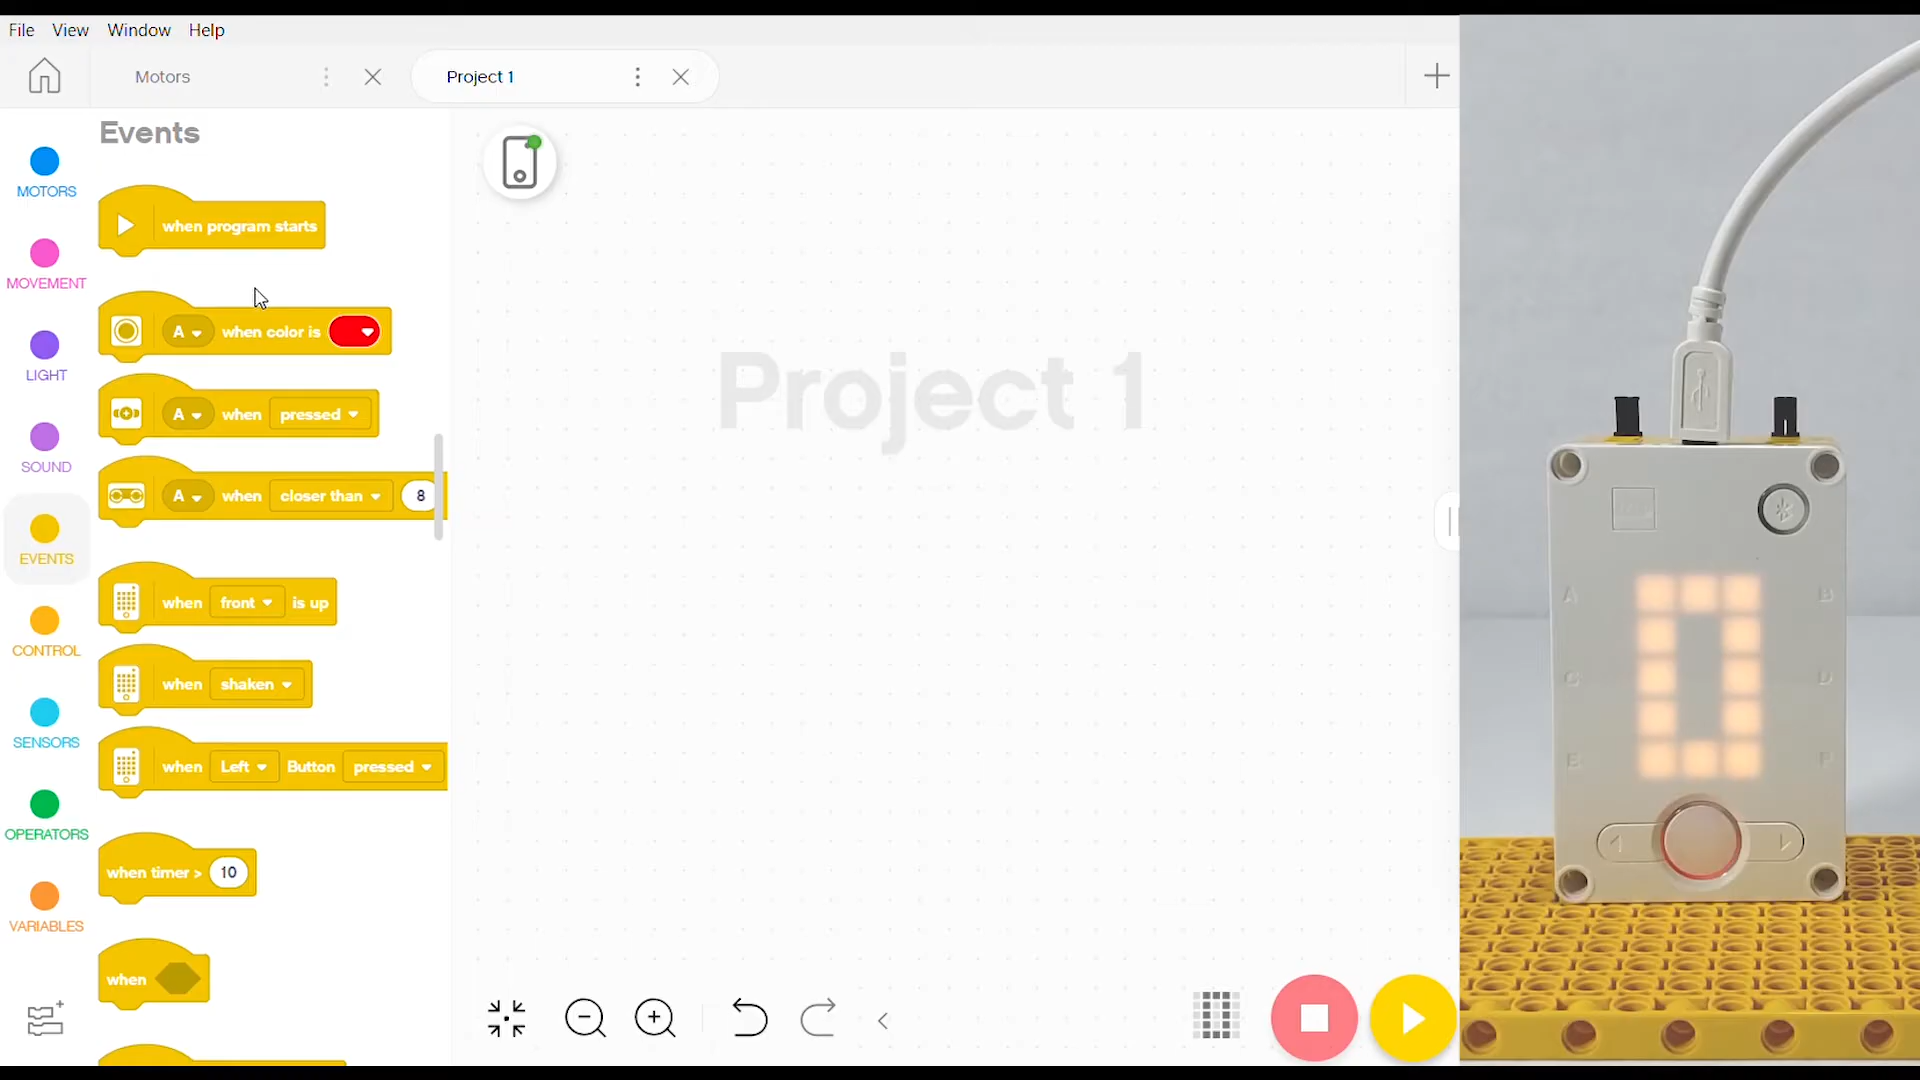 File View Window Help
Motors
Project 1
Events
MOTORS
MOVEMENT
LIGHT
SOUND
EVENTS
CONTROL
SENSORS
OPERATORS
VARIABLES
when program starts
A when color is
A when pressed
A when closer than 8
when front is up
when shaken
when Left Button pressed
when timer > 10
when
Project 1
0
A B
C D
E F